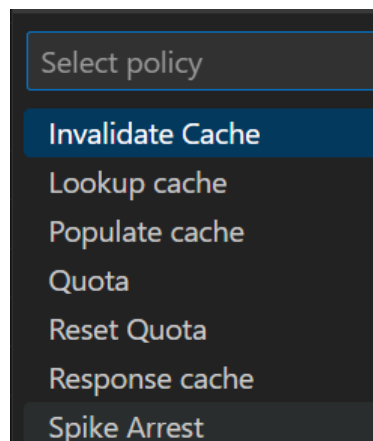 Select policy
Invalidate Cache
Lookup cache
Populate cache
Quota
Reset Quota
Response cache
Spike Arrest